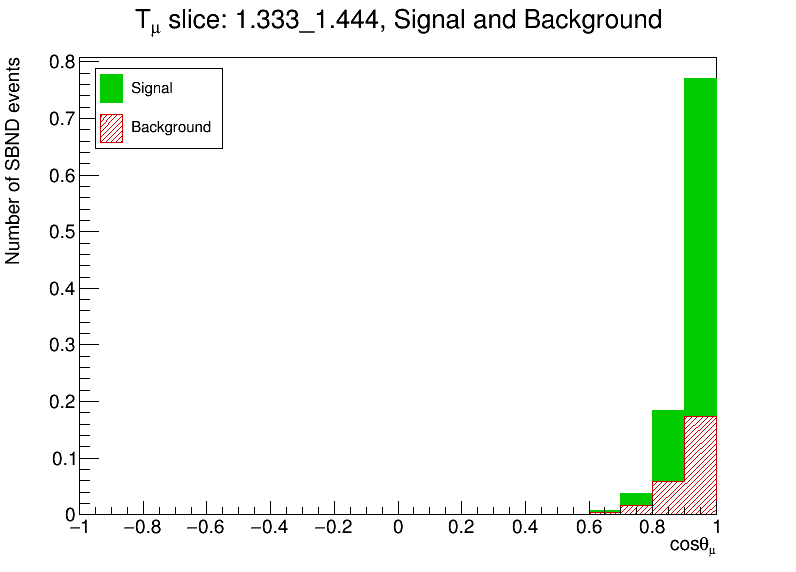 Tμ slice: 1.333_1.444, Signal and Background
Number of SBND events
Signal
Background
0.8
0.7
0.6
0.5
0.4
0.3
0.2
0.1
0
−1 −0.8 −0.6 −0.4 −0.2 0 0.2 0.4 0.6 0.8 1
cosθμ